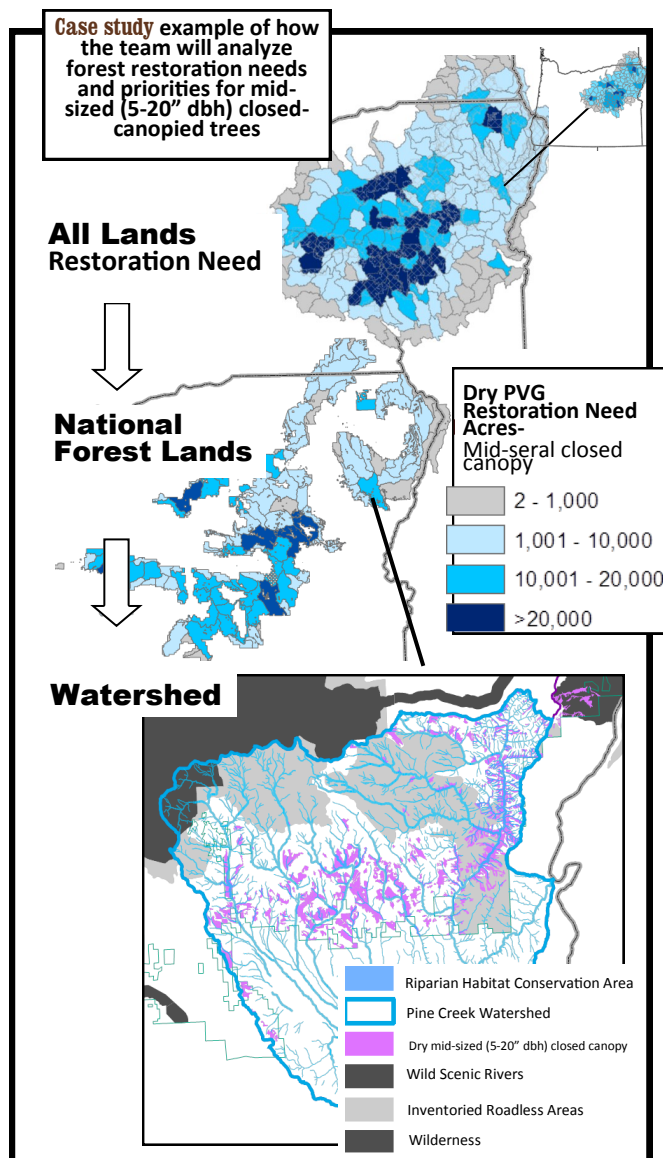 Case study example of how
the team will analyze
forest restoration needs
and priorities for mid-
sized (5-20” dbh) closed-
canopied trees
All Lands
Restoration Need
National
Forest Lands
Dry PVG
Restoration Need
Acres-
Mid-seral closed
canopy
2 - 1,000
1,001 - 10,000
10,001 - 20,000
>20,000
Watershed
Riparian Habitat Conservation Area
Pine Creek Watershed
Dry mid-sized (5-20” dbh) closed canopy
Wild Scenic Rivers
Inventoried Roadless Areas
Wilderness